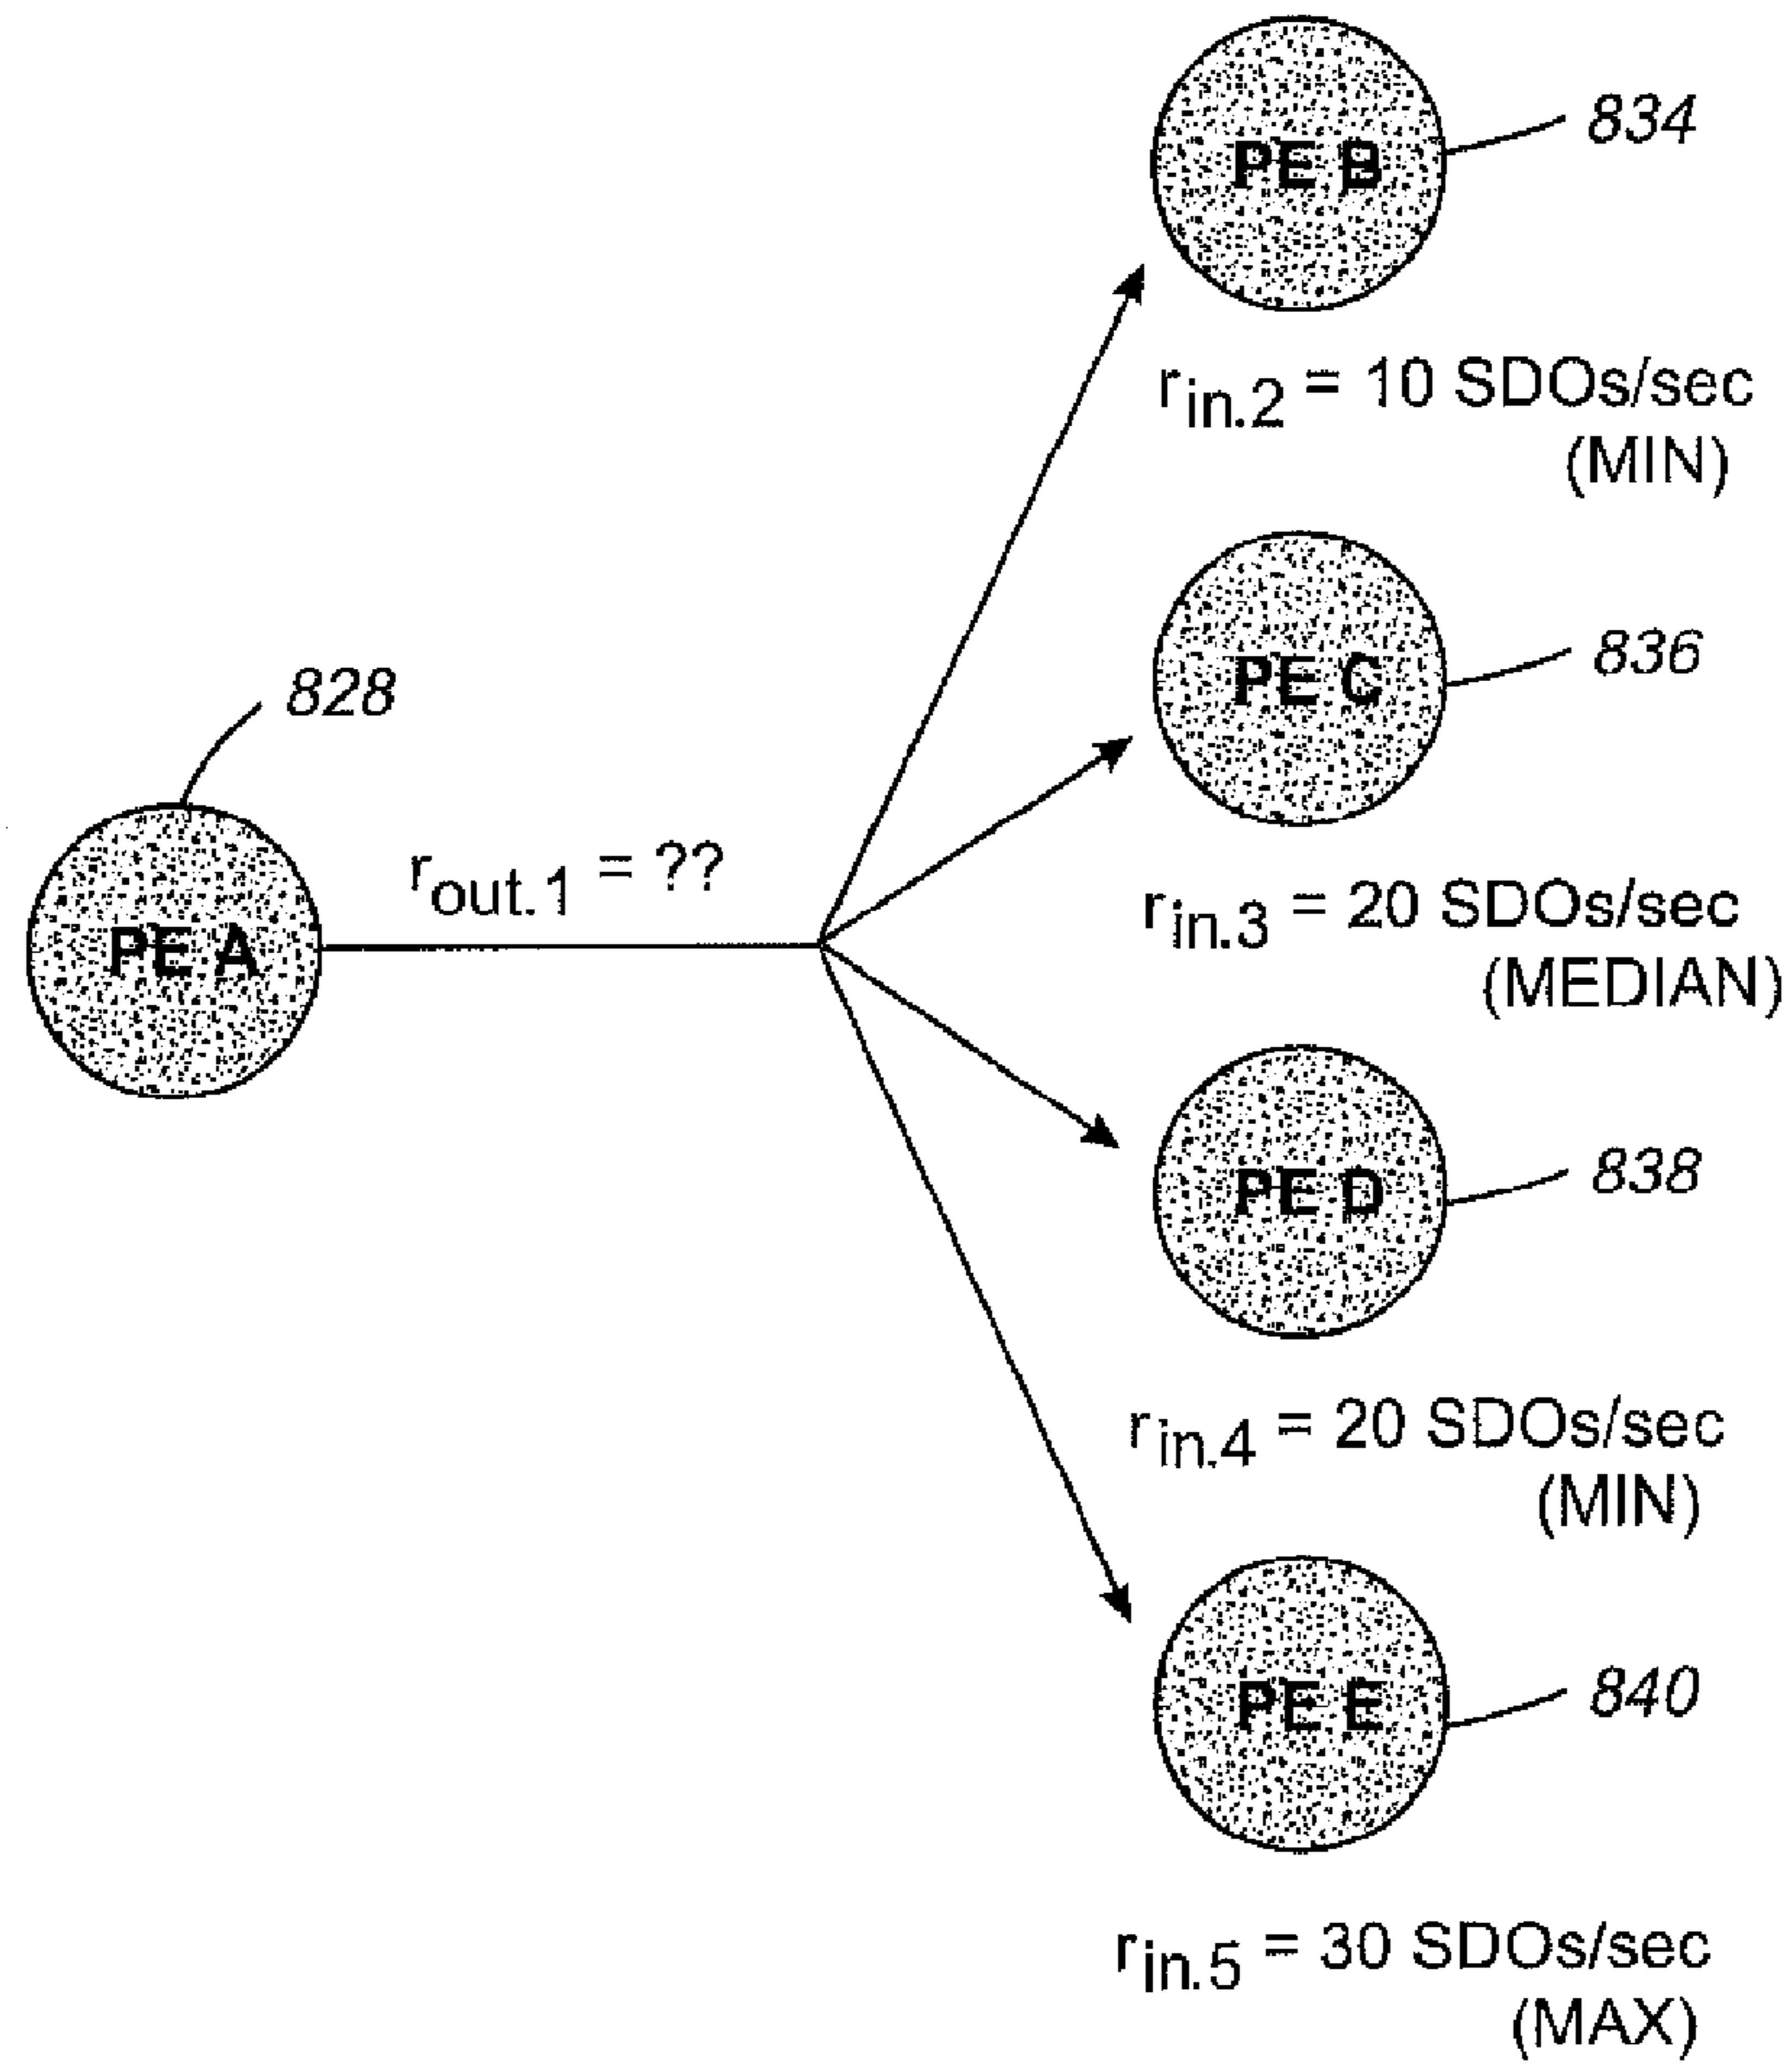 PE B
834
rin.2 = 10 SDOs/sec
(MIN)
PE C
836
828
rout.1 = ??
PE A
rin.3 = 20 SDOs/sec
(MEDIAN)
PE D
838
rin.4 = 20 SDOs/sec
(MIN)
PE E
840
rin.5 = 30 SDOs/sec
(MAX)